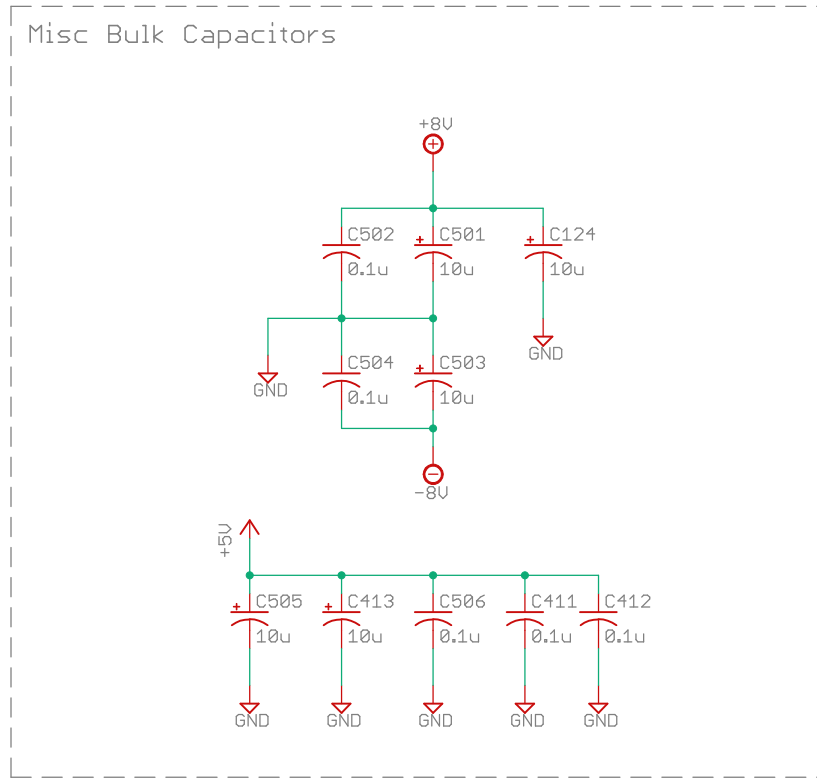 Misc Bulk Capacitors
+8V
C502
C501
C124
0.1u
10u
10u
GND
C504
C503
GND
0.1u
10u
-8V
+5V
C505
C413
C506
C411
C412
10u
10u
0.1u
0.1u
0.1u
GND
GND
GND
GND
GND